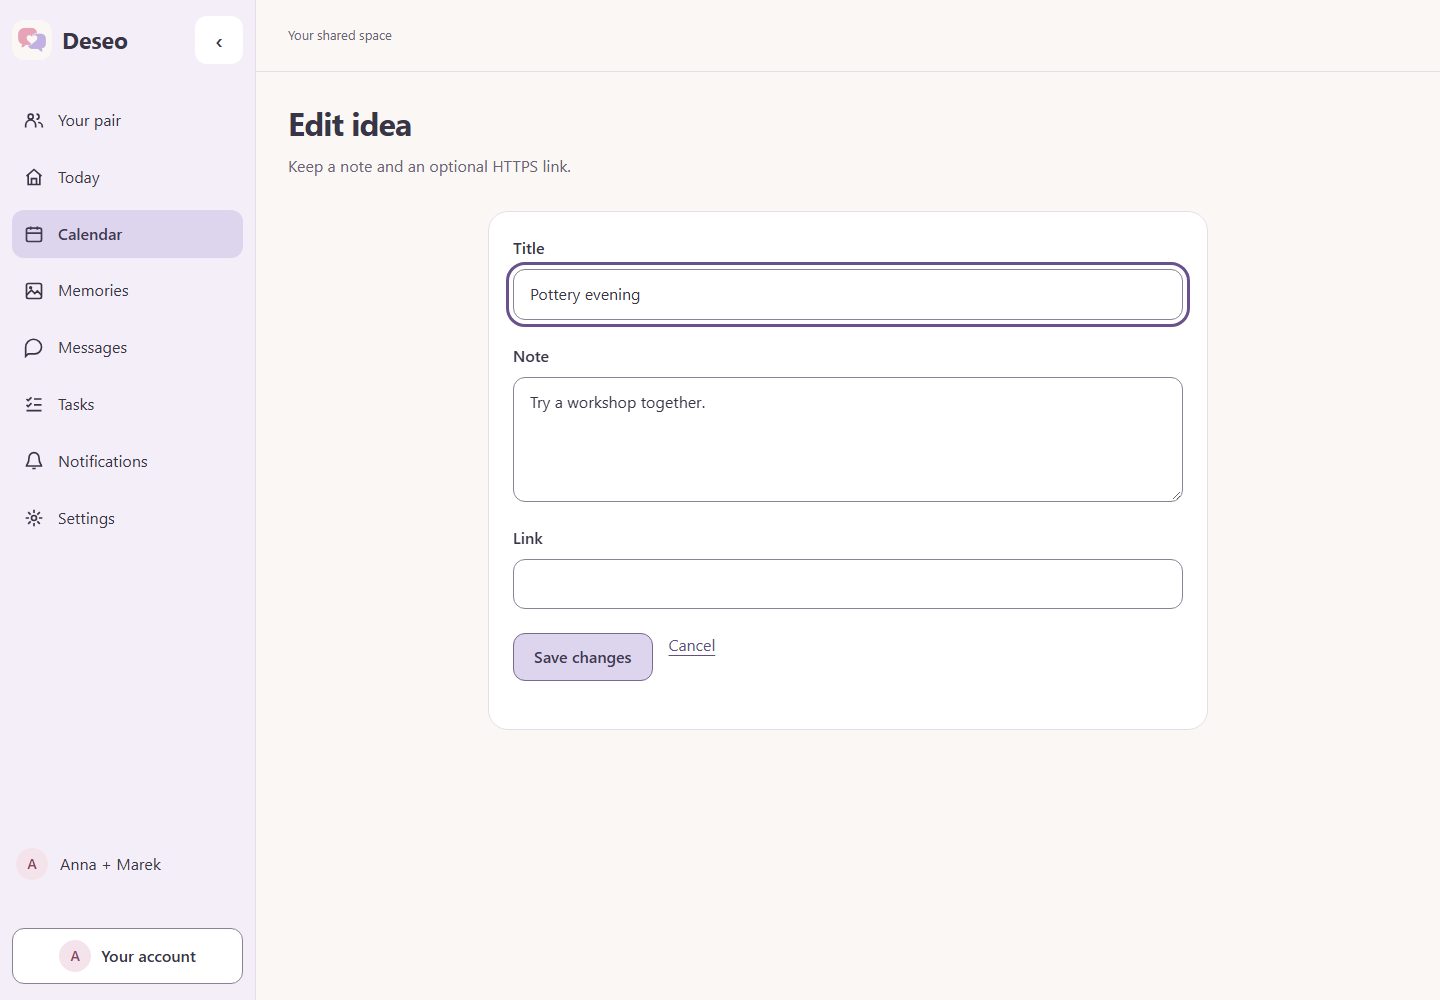 Deseo
‹
Your pair
Today
Calendar
Memories
Messages
Tasks
Notifications
Settings
A
Anna + Marek
A
Your account
Your shared space
Edit idea
Keep a note and an optional HTTPS link.
Title
Pottery evening
Note
Try a workshop together.
Link
Save changes
Cancel